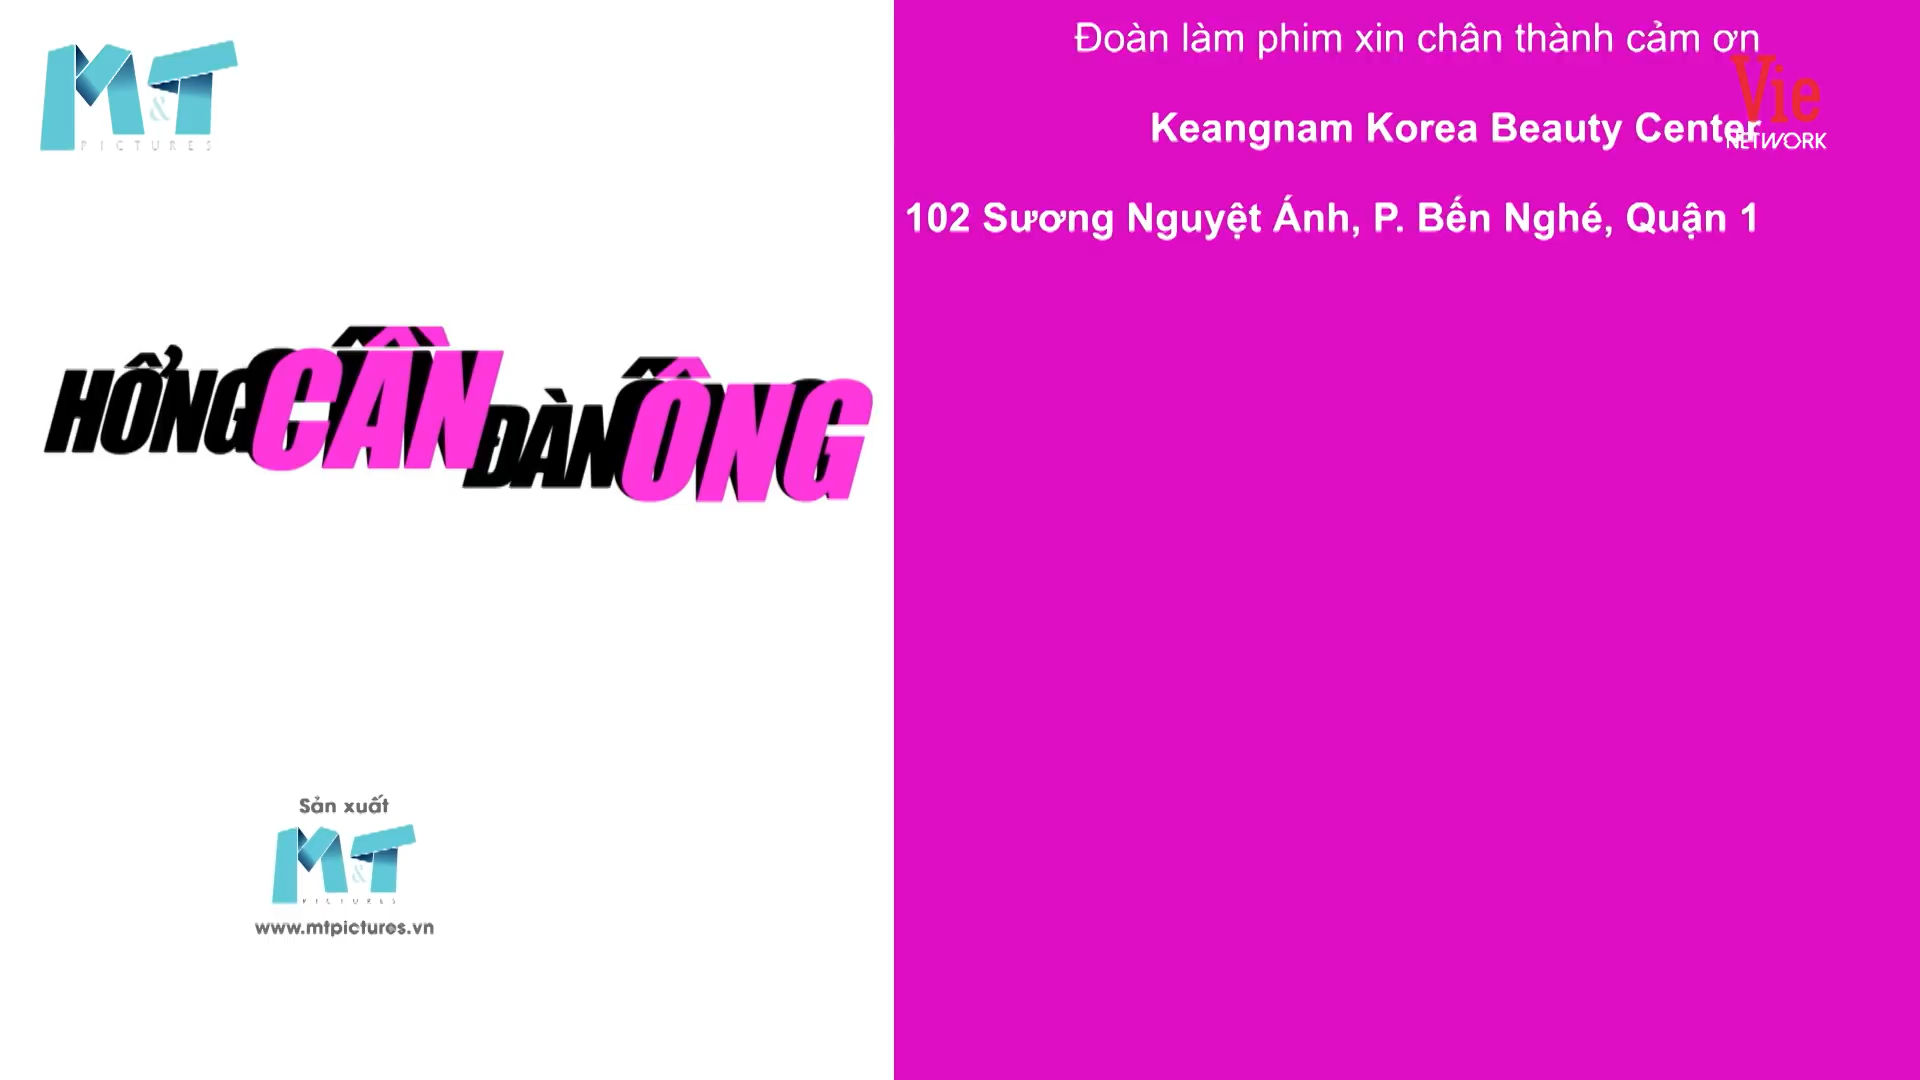 M&T
PICTURES
Đoàn làm phim xin chân thành cảm ơn
Vie
NETWORK
Keangnam Korea Beauty Center
102 Sương Nguyệt Ánh, P. Bến Nghé, Quận 1
HỔNG CẦN ĐÀN ÔNG
Sản xuất
M&T
PICTURES
www.mtpictures.vn